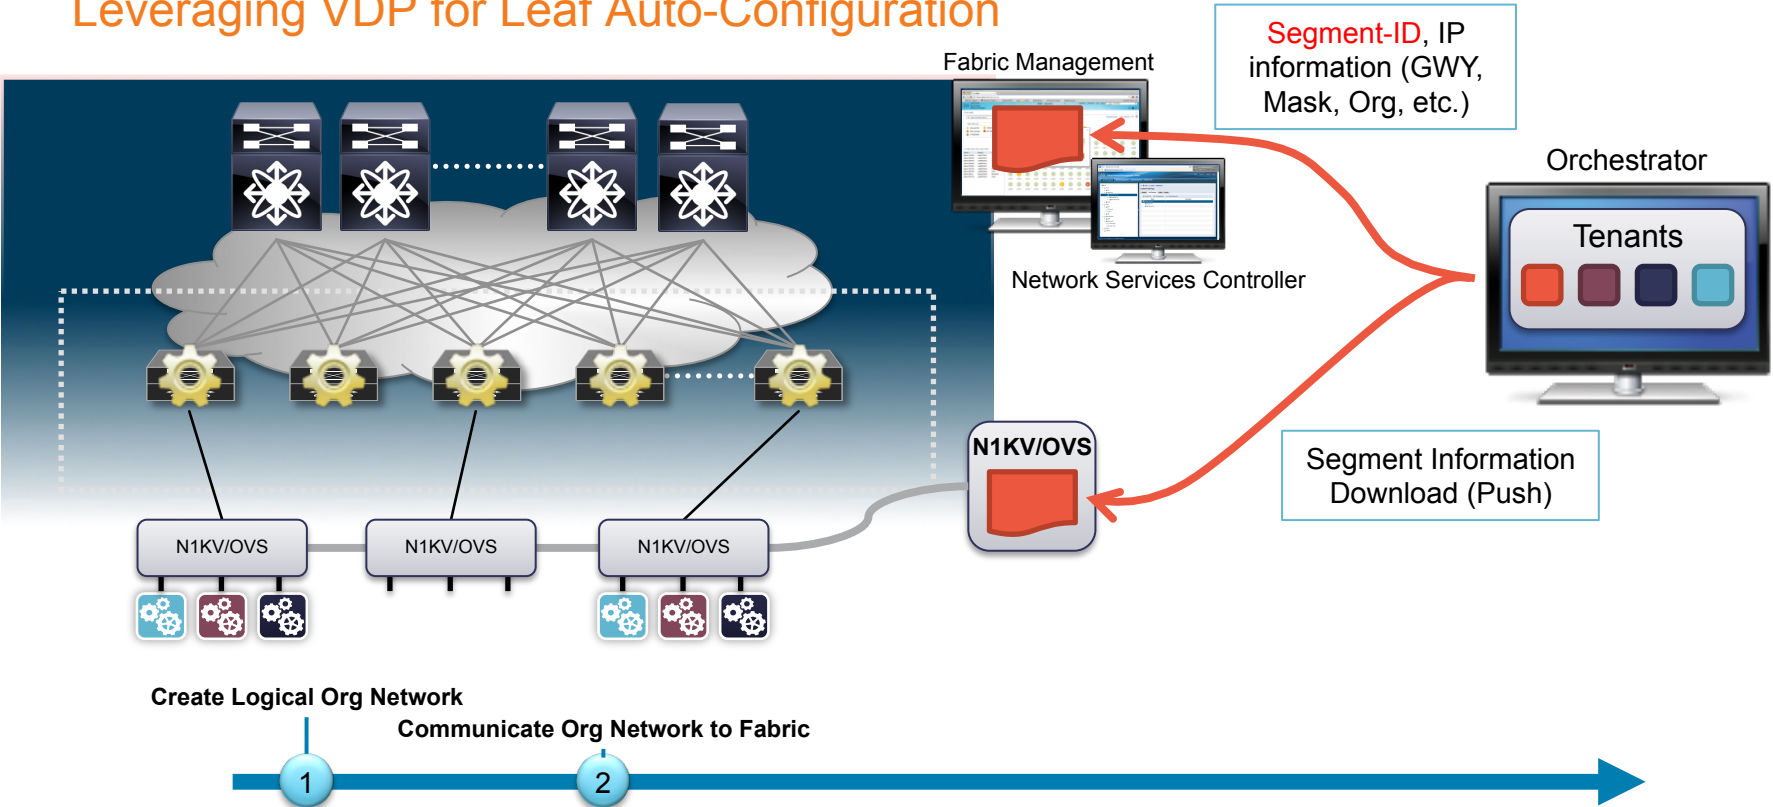 Leveraging VDP for Leaf Auto-Configuration
Segment-ID, IP
information (GWY,
Mask, Org, etc.)
Fabric Management
Orchestrator
Tenants
Network Services Controller
N1KV/OVS
Segment Information
Download (Push)
N1KV/OVS
N1KV/OVS
N1KV/OVS
Create Logical Org Network
Communicate Org Network to Fabric
1
2